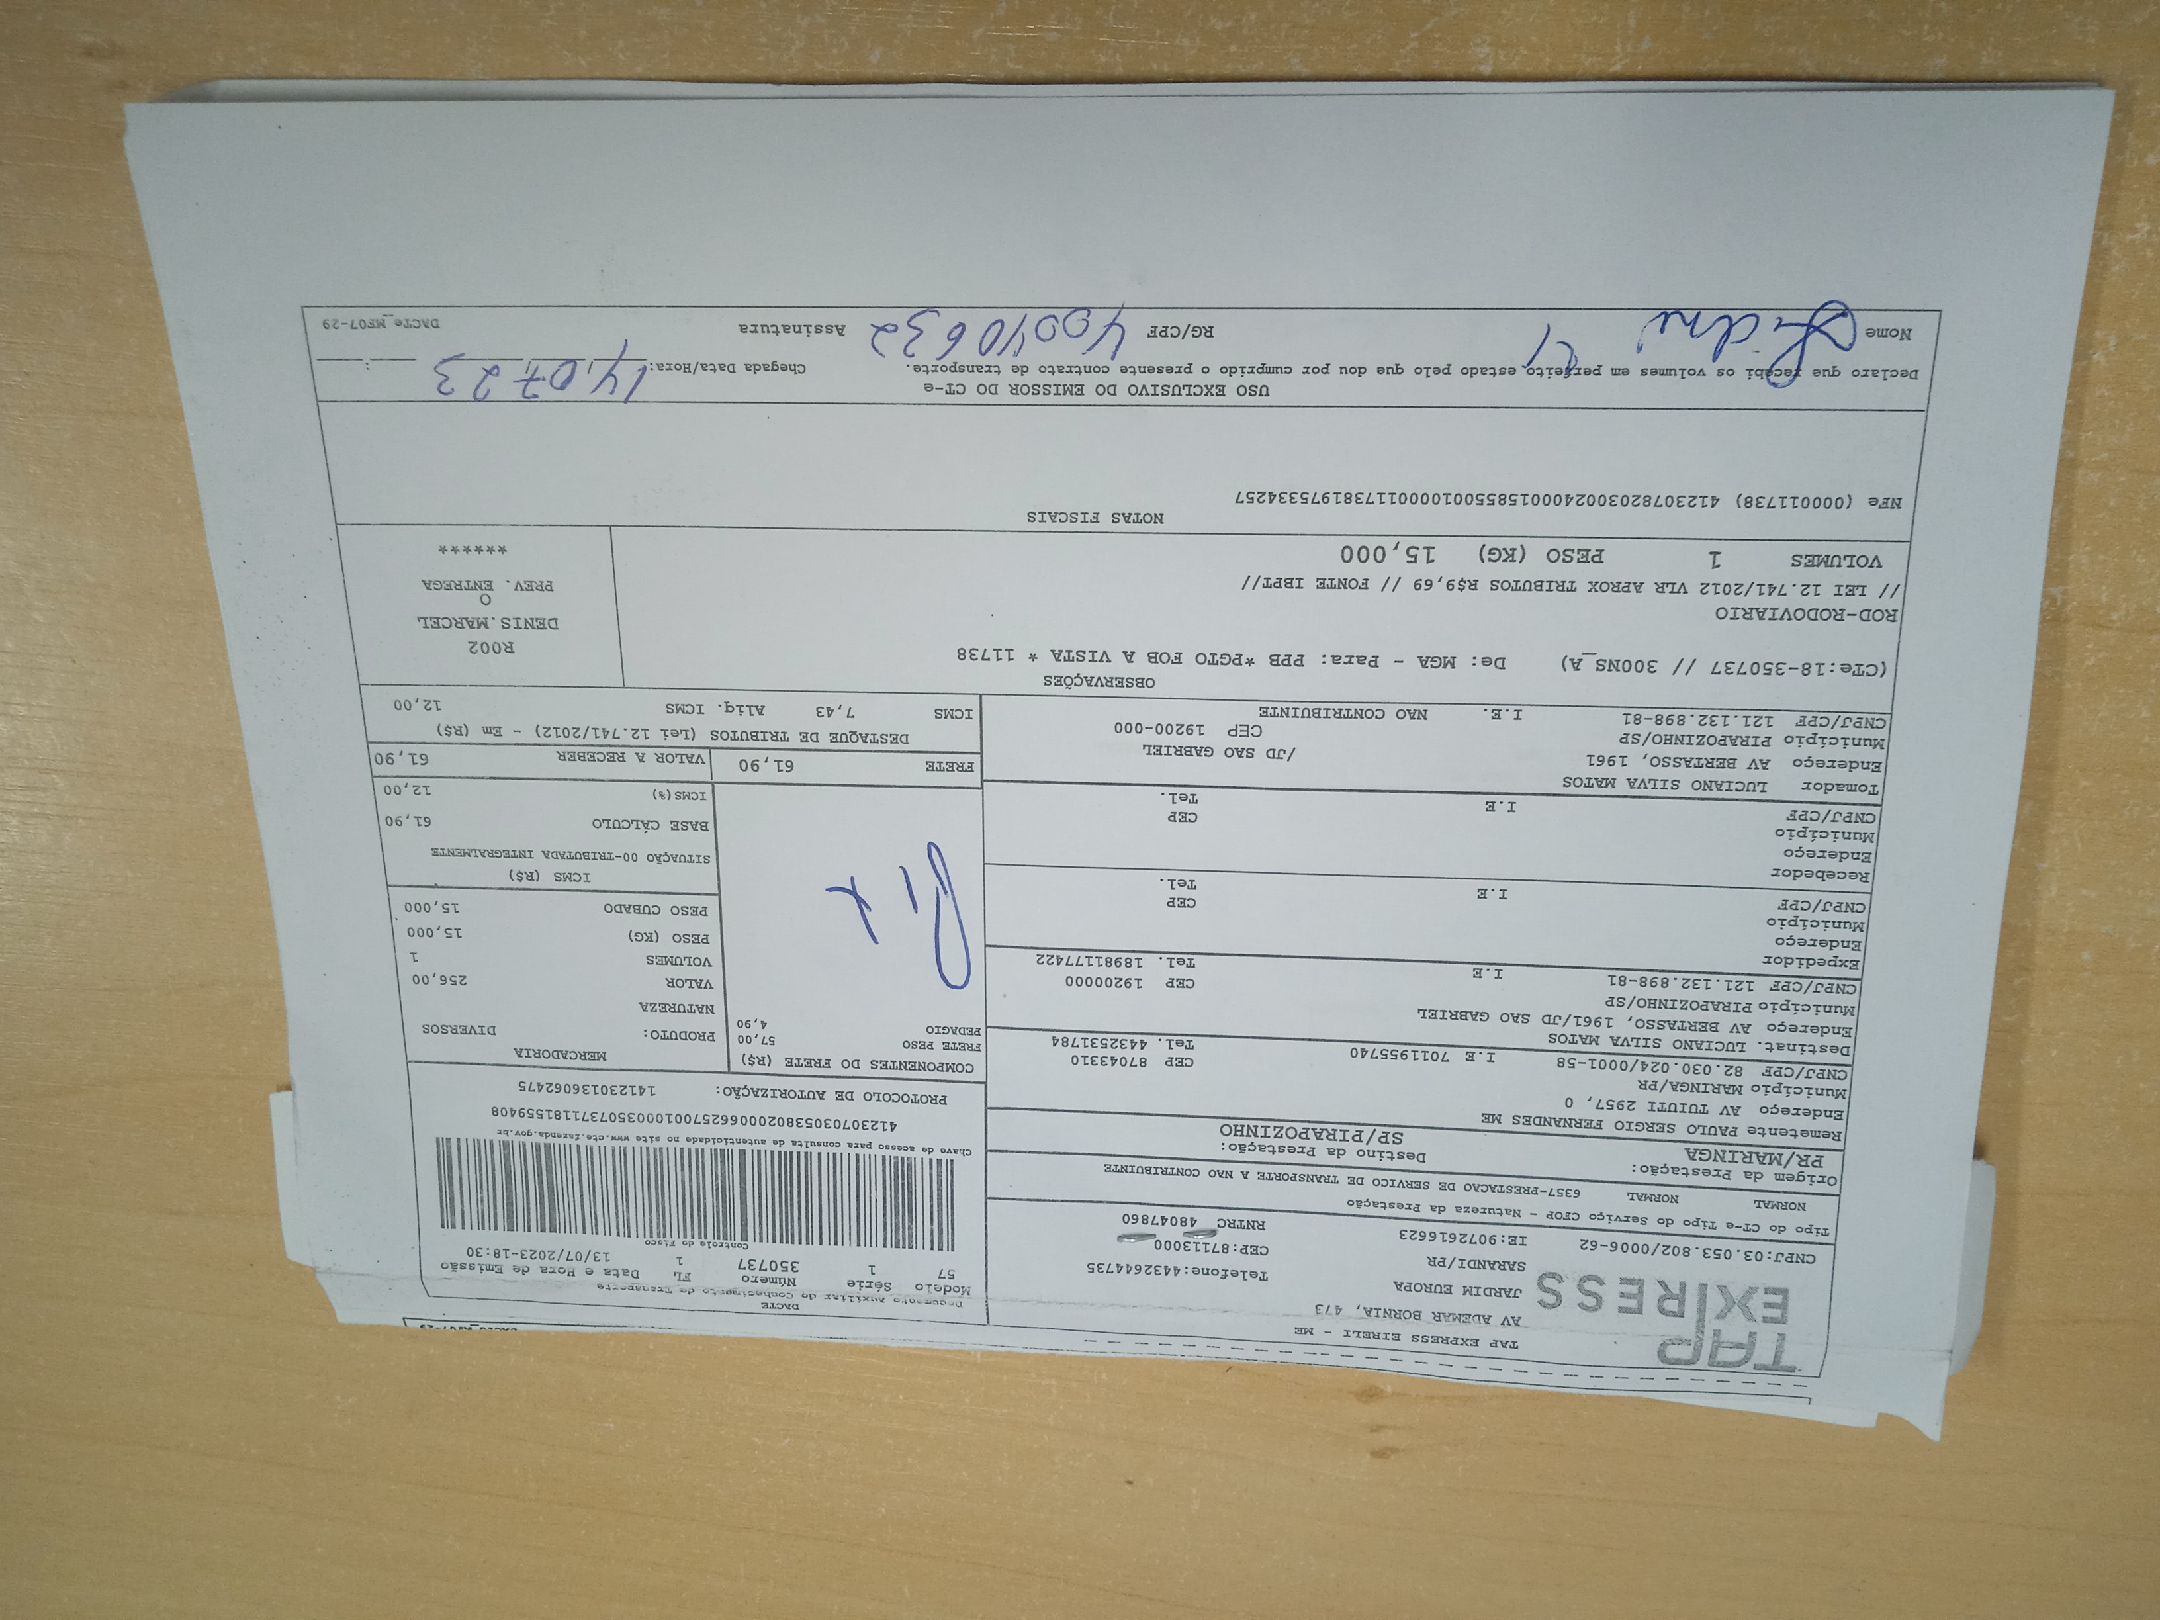 TAP
EXPRESS
TAP EXPRESS EIRELI - ME
AV ADEMAR BORNIA, 473
JARDIM EUROPA
SARANDI/PR
Telefone:4432644735
CEP:87113000
CNPJ:03.053.802/0006-62 IE:9072616623 RNTRC 48047860
DACTE
Documento Auxiliar do Conhecimento de Transporte
Modelo Série Número FL Data e Hora de Emissão
57 1 350737 1 13/07/2023-18:30
Controle do Fisco
Chave de acesso para consulta de autenticidade no site www.cte.fazenda.gov.br
41230703053802000662570010003507371181559408
PROTOCOLO DE AUTORIZAÇÃO: 141230136062475
Tipo do CT-e Tipo do Serviço CFOP - Natureza da Prestação
NORMAL NORMAL 6357-PRESTACAO DE SERVICO DE TRANSPORTE A NAO CONTRIBUINTE
Origem da Prestação: Destino da Prestação:
PR/MARINGA SP/PIRAPOZINHO
Remetente PAULO SERGIO FERNANDES ME
Endereço AV TUIUTI 2957, 0
Município MARINGA/PR CEP 87043310
CNPJ/CPF 82.030.024/0001-58 I.E 7011955740 Tel. 4432531784
Destinat. LUCIANO SILVA MATOS
Endereço AV BERTASSO, 1961/JD SAO GABRIEL
Município PIRAPOZINHO/SP CEP 19200000
CNPJ/CPF 121.132.898-81 I.E Tel. 18981177422
Expedidor
Endereço
Município CEP
CNPJ/CPF I.E Tel.
Recebedor
Endereço
Município CEP
CNPJ/CPF I.E Tel.
Tomador LUCIANO SILVA MATOS
Endereço AV BERTASSO, 1961 /JD SAO GABRIEL
Município PIRAPOZINHO/SP CEP 19200-000
CNPJ/CPF 121.132.898-81 I.E. NAO CONTRIBUINTE
COMPONENTES DO FRETE (R$)
FRETE PESO 57,00
PEDAGIO 4,90
Pix
MERCADORIA
PRODUTO: DIVERSOS
NATUREZA
VALOR 256,00
VOLUMES 1
PESO (KG) 15,000
PESO CUBADO 15,000
ICMS (R$)
SITUAÇÃO 00-TRIBUTADA INTEGRALMENTE
BASE CÁLCULO 61,90
ICMS(%) 12,00
FRETE 61,90 VALOR A RECEBER 61,90
DESTAQUE DE TRIBUTOS (Lei 12.741/2012) - Em (R$)
ICMS 7,43 Aliq. ICMS 12,00
OBSERVAÇÕES
(CTe:18-350737 // 300NS_A) De: MGA - Para: PPB *PGTO FOB A VISTA * 11738
ROD-RODOVIARIO
// LEI 12.741/2012 VLR APROX TRIBUTOS R$9,69 // FONTE IBPT//
VOLUMES 1 PESO (KG) 15,000
R002
DENIS.MARCEL
O
PREV. ENTREGA
******
NOTAS FISCAIS
NFe (000011738) 41230782030024000158550010000117381975334257
USO EXCLUSIVO DO EMISSOR DO CT-e
Declaro que recebi os volumes em perfeito estado pelo que dou por cumprido o presente contrato de transporte. Chegada Data/Hora: 14,07,23 :
Nome RG/CPF 40040632 Assinatura
DACTe_MF07-29